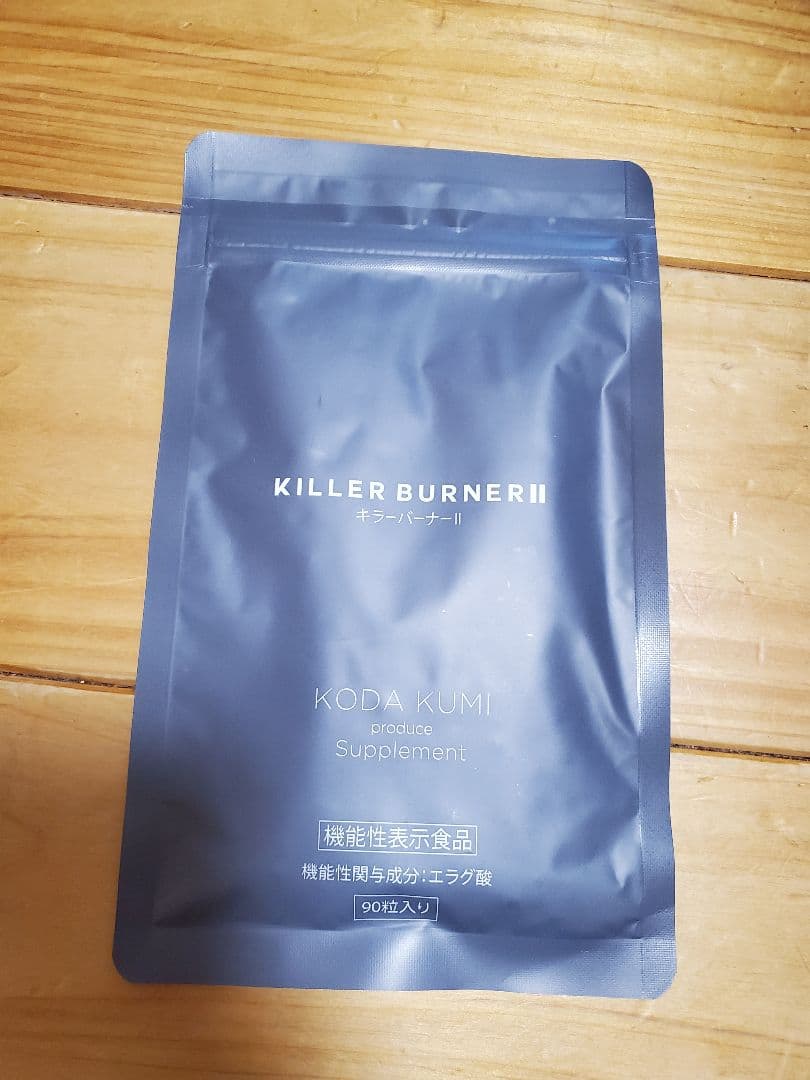 KILLER BURNERⅡ
キラーバーナーⅡ
KODA KUMI
produce
Supplement
機能性表示食品
機能性関与成分：エラグ酸
90粒入り